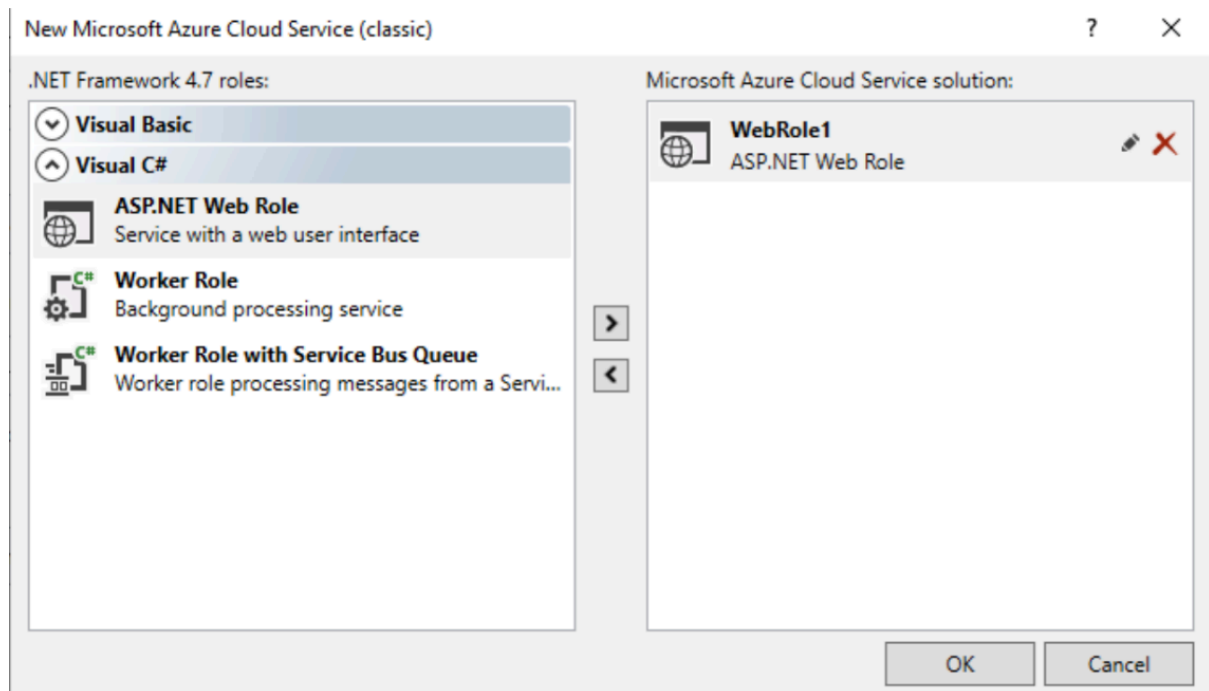 New Microsoft Azure Cloud Service (classic)
?
.NET Framework 4.7 roles:
Visual Basic
Visual C#
ASP.NET Web Role
Service with a web user interface
C#
Worker Role
Background processing service
C#
Worker Role with Service Bus Queue
Worker role processing messages from a Servi...
Microsoft Azure Cloud Service solution:
WebRole1
ASP.NET Web Role
OK
Cancel